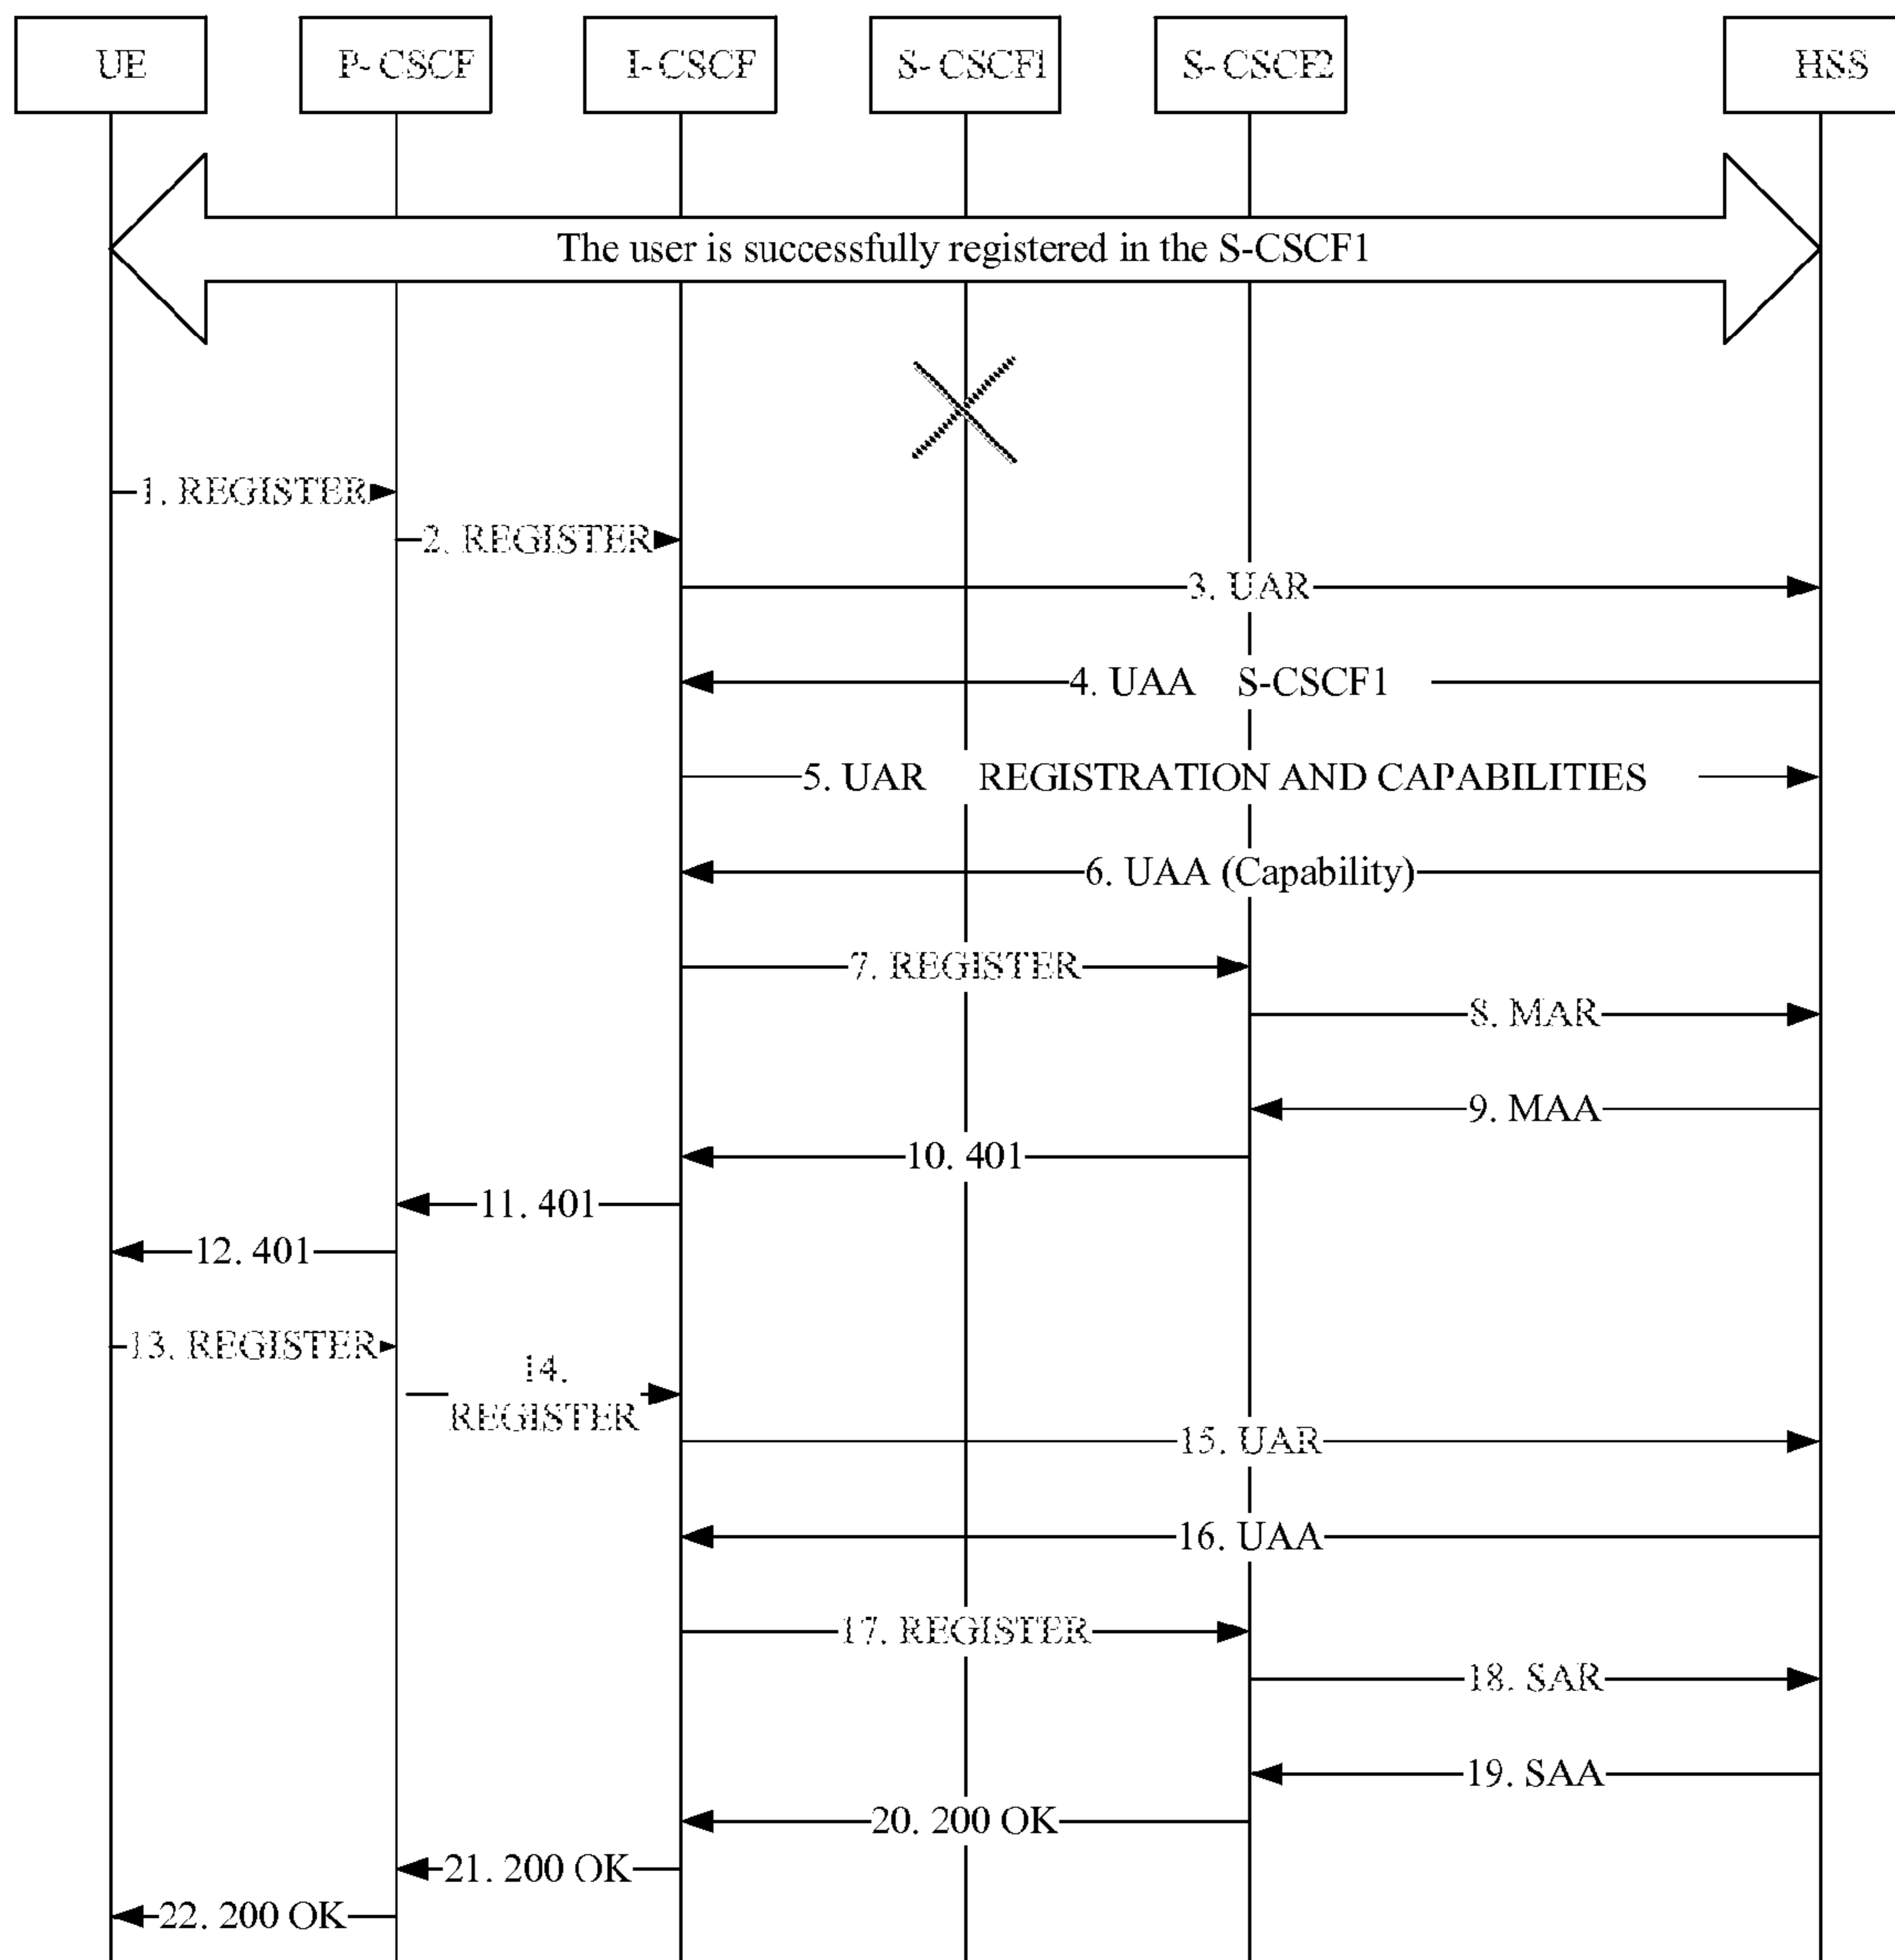 UE
P-CSCF
I-CSCF
S-CSCF1
S-CSCF2
HSS
The user is successfully registered in the S-CSCF1
1. REGISTER
2. REGISTER
3. UAR
4. UAA S-CSCF1
5. UAR REGISTRATION AND CAPABILITIES
6. UAA (Capability)
7. REGISTER
8. MAR
9. MAA
10. 401
11. 401
12. 401
13. REGISTER
14.
REGISTER
15. UAR
16. UAA
17. REGISTER
18. SAR
19. SAA
20. 200 OK
21. 200 OK
22. 200 OK